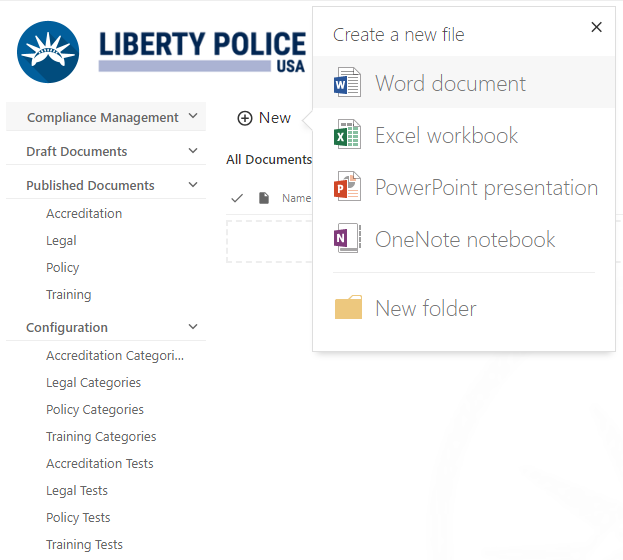 LIBERTY POLICE
USA
Compliance Management
Draft Documents
Published Documents
Accreditation
Legal
Policy
Training
Configuration
Accreditation Categori...
Legal Categories
Policy Categories
Training Categories
Accreditation Tests
Legal Tests
Policy Tests
Training Tests
New
All Documents
Name
Create a new file
Word document
Excel workbook
PowerPoint presentation
OneNote notebook
New folder